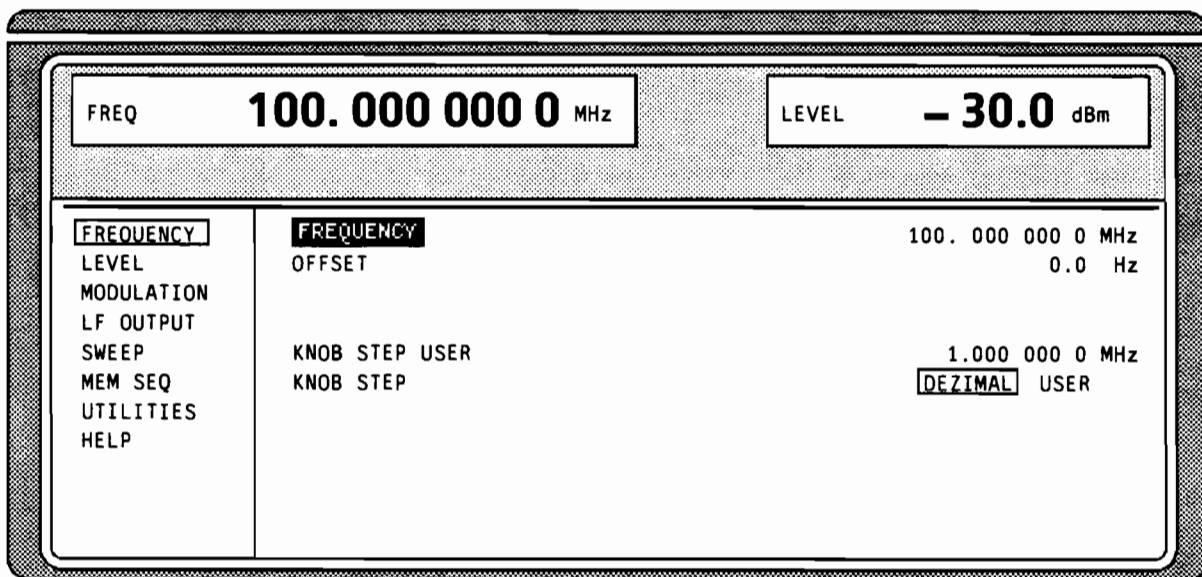 FREQ 100. 000 000 0 MHz LEVEL – 30.0 dBm
FREQUENCY FREQUENCY 100. 000 000 0 MHz
LEVEL OFFSET 0.0 Hz
MODULATION
LF OUTPUT
SWEEP KNOB STEP USER 1.000 000 0 MHz
MEM SEQ KNOB STEP DEZIMAL USER
UTILITIES
HELP